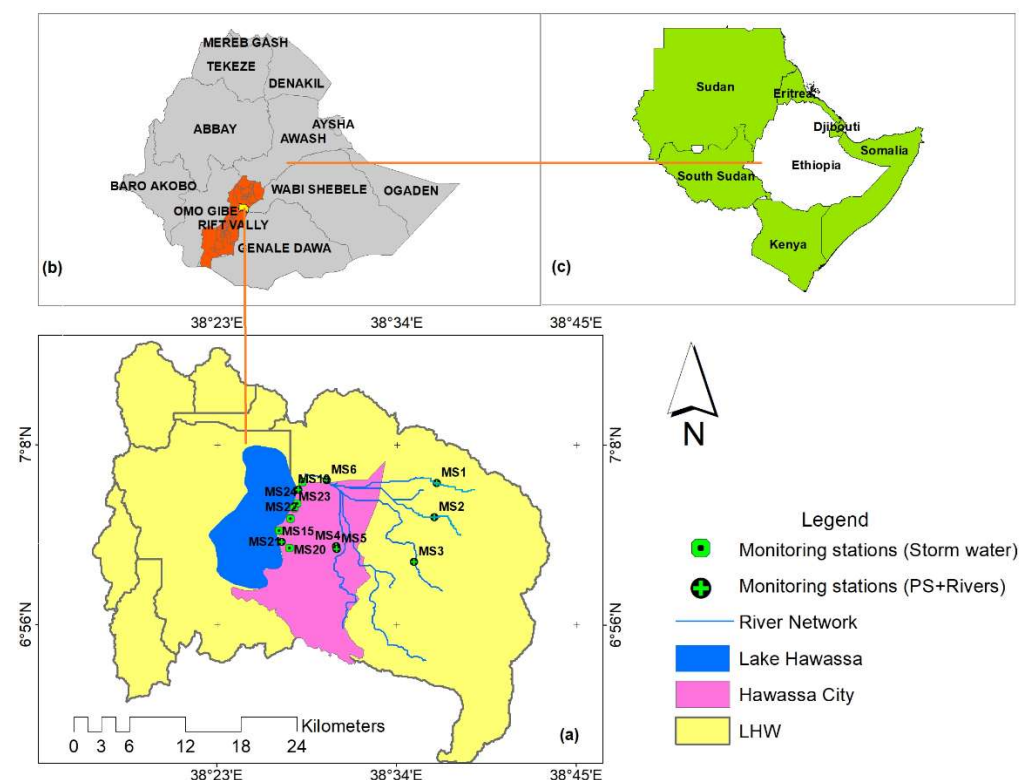 MEREB GASH
TEKEZE
DENAKIL
ABBAY
AYSHA
AWASH
BARO AKOBO
WABI SHEBELE
OGADEN
OMO GIBE
RIFT VALLY
GENALE DAWA
(b)
Sudan
Eritrea
Djibouti
Somalia
Ethiopia
South Sudan
Kenya
(c)
38°23'E
38°34'E
38°45'E
7°8'N
7°8'N
MS6
MS1
MS19
MS24
MS23
MS22
MS2
MS15
MS4
MS5
MS21
MS20
MS3
6°56'N
6°56'N
Kilometers
0 3 6 12 18 24
(a)
38°23'E
38°34'E
38°45'E
N
Legend
Monitoring stations (Storm water)
Monitoring stations (PS+Rivers)
River Network
Lake Hawassa
Hawassa City
LHW